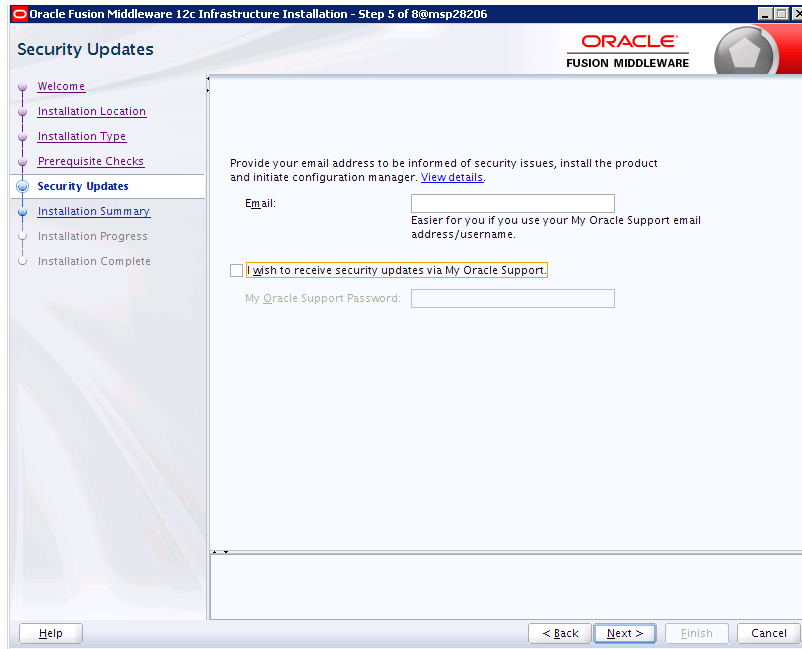 Oracle Fusion Middleware 12c Infrastructure Installation - Step 5 of 8@msp28206
Security Updates
ORACLE
FUSION MIDDLEWARE
Welcome
Installation Location
Installation Type
Prerequisite Checks
Security Updates
Installation Summary
Installation Progress
Installation Complete
Provide your email address to be informed of security issues, install the product
and initiate configuration manager. View details.
Email:
Easier for you if you use your My Oracle Support email
address/username.
I wish to receive security updates via My Oracle Support.
My Oracle Support Password:
Help
< Back
Next >
Finish
Cancel